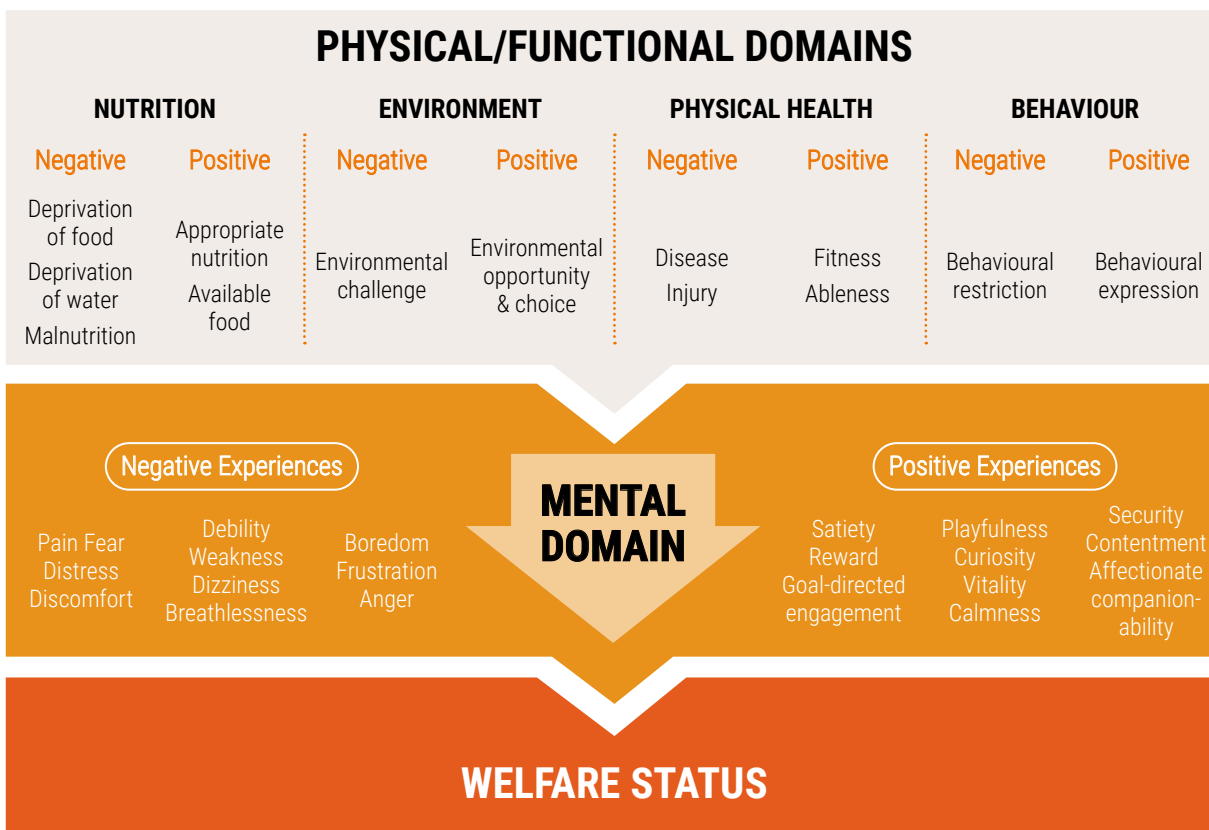 PHYSICAL/FUNCTIONAL DOMAINS
NUTRITION
Negative
Deprivation
of food
Deprivation
of water
Malnutrition
Positive
Appropriate
nutrition
Available
food
ENVIRONMENT
Negative
Environmental
challenge
Positive
Environmental
opportunity
& choice
PHYSICAL HEALTH
Negative
Disease
Injury
Positive
Fitness
Ableness
BEHAVIOUR
Negative
Behavioural
restriction
Positive
Behavioural
expression
MENTAL
DOMAIN
Negative Experiences
Pain Fear
Distress
Discomfort
Debility
Weakness
Dizziness
Breathlessness
Boredom
Frustration
Anger
Positive Experiences
Satiety
Reward
Goal-directed
engagement
Playfulness
Curiosity
Vitality
Calmness
Security
Contentment
Affectionate
companion-
ability
WELFARE STATUS